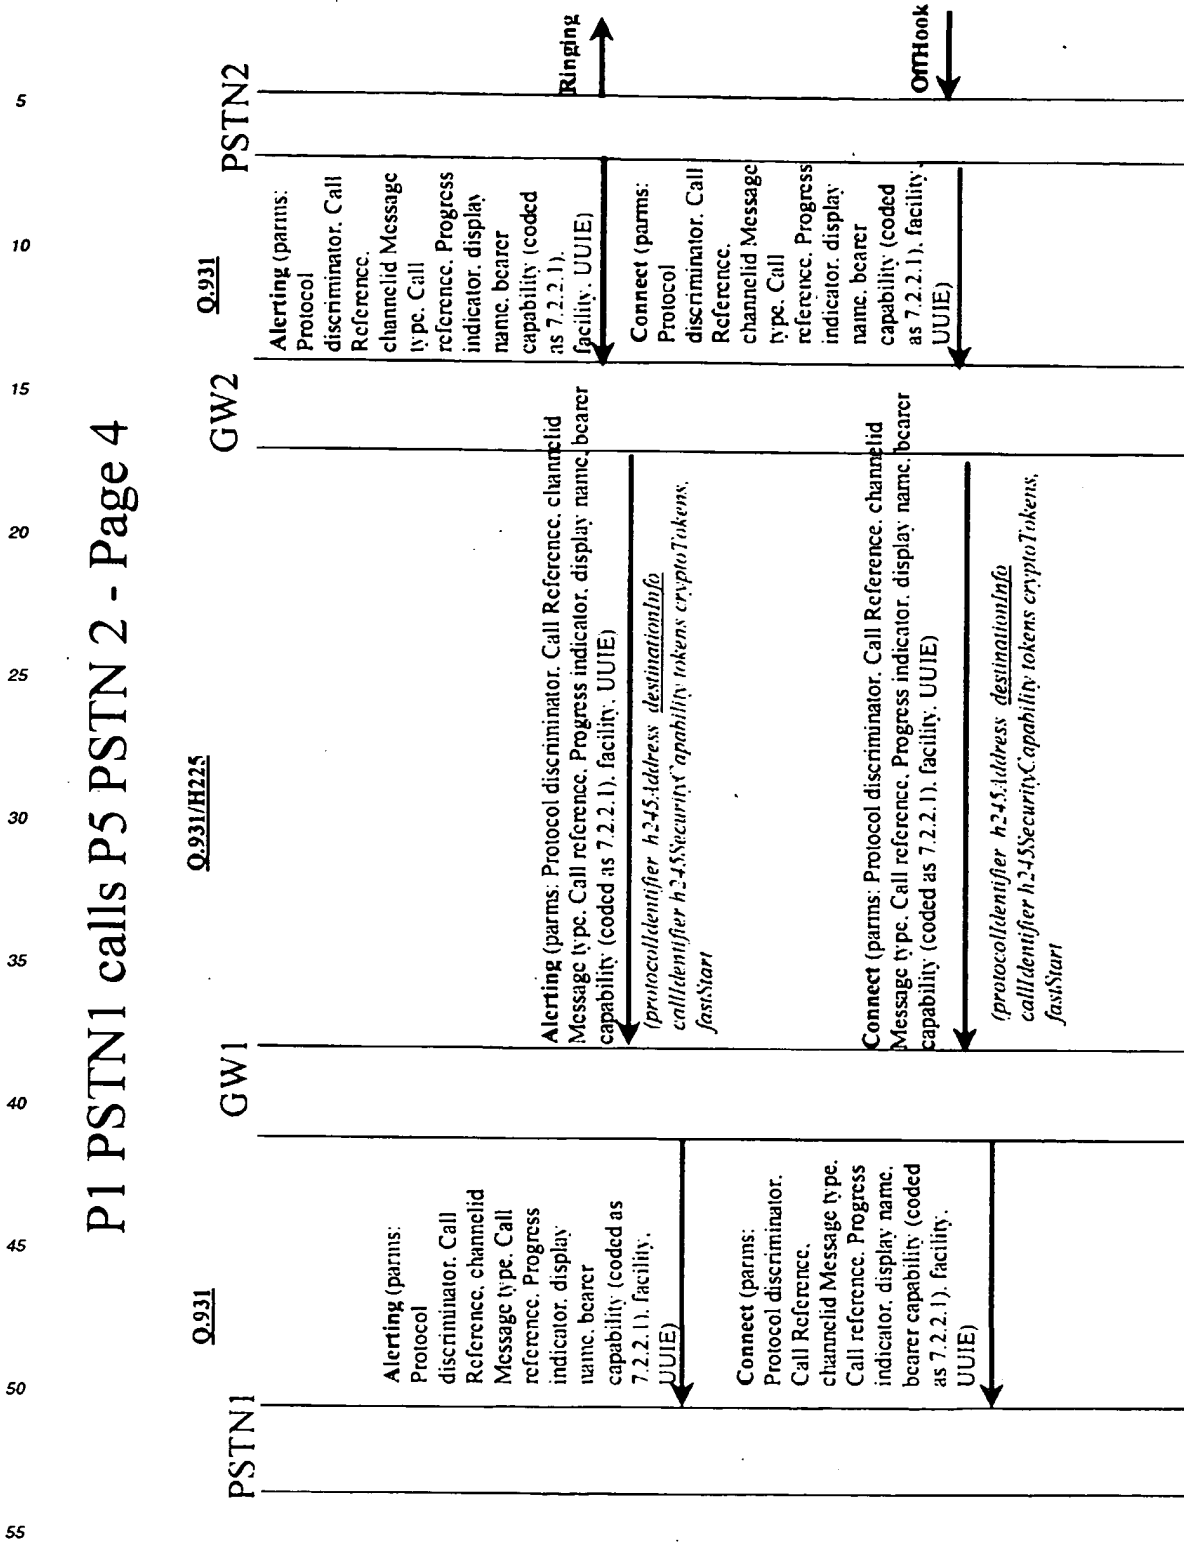 P1 PSTN1 calls P5 PSTN 2 - Page 4
Q.931
Q.931/H225
Q.931
PSTN1
GW1
GW2
PSTN2
Alerting (parms:
Protocol
discriminator. Call
Reference, channelid
Message type. Call
reference. Progress
indicator. display
name. bearer
capability (coded as
7.2.2.1). facility.
UUIE)
Connect (parms:
Protocol discriminator.
Call Reference.
channelid Message type.
Call reference. Progress
indicator. display name.
bearer capability (coded
as 7.2.2.1). facility.
UUIE)
Alerting (parms: Protocol discriminator. Call Reference. channelid
Message type. Call reference. Progress indicator. display name. bearer
capability (coded as 7.2.2.1). facility. UUIE)
(protocolIdentifier h245Address destinationInfo
callIdentifier h245SecurityCapability tokens cryptoTokens.
fastStart
Connect (parms: Protocol discriminator. Call Reference. channelid
Message type. Call reference. Progress indicator. display name. bearer
capability (coded as 7.2.2.1). facility. UUIE)
(protocolIdentifier h245Address destinationInfo
callIdentifier h245SecurityCapability tokens cryptoTokens.
fastStart
Alerting (parms:
Protocol
discriminator. Call
Reference.
channelid Message
type. Call
reference. Progress
indicator. display
name. bearer
capability (coded
as 7.2.2.1).
facility. UUIE)
Connect (parms:
Protocol
discriminator. Call
Reference.
channelid Message
type. Call
reference. Progress
indicator. display
name. bearer
capability (coded
as 7.2.2.1). facility.
UUIE)
Ringing
OffHook
5
10
15
20
25
30
35
40
45
50
55